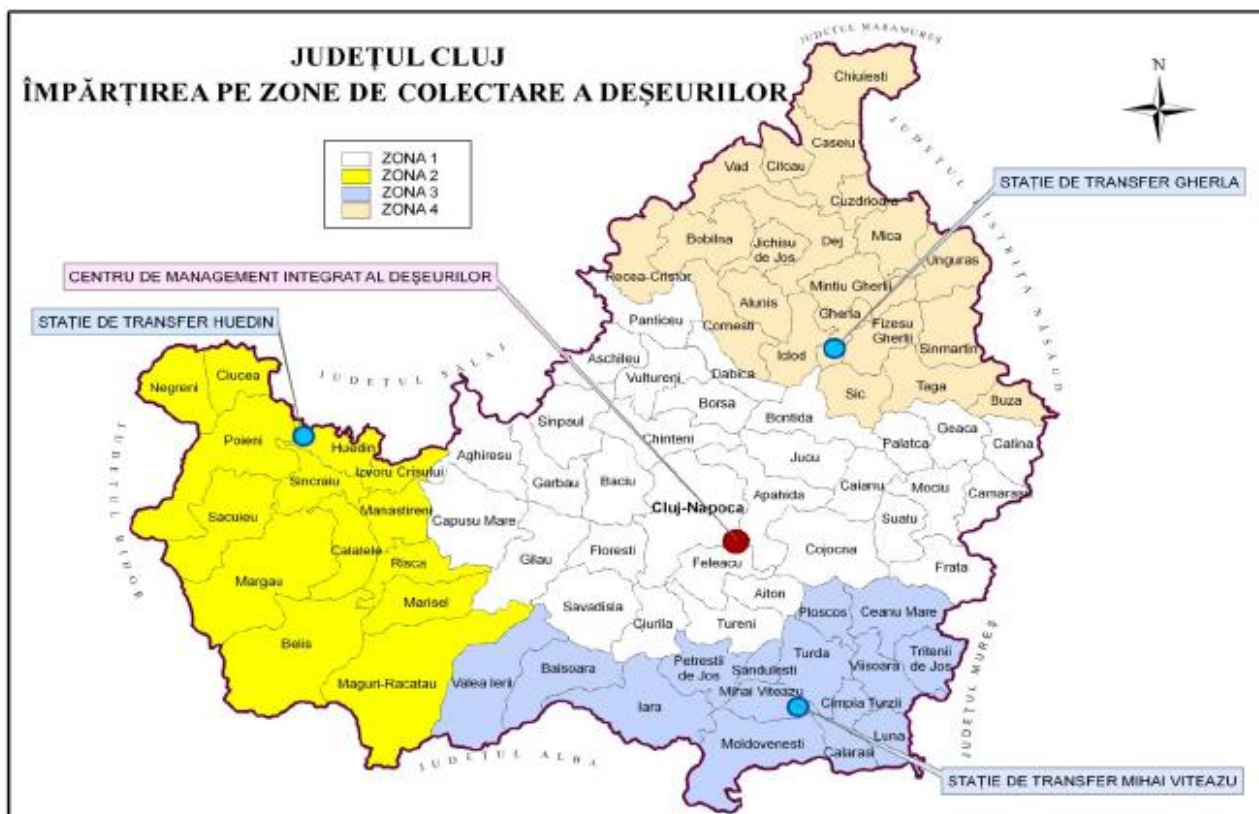 JUDEȚUL CLUJ
ÎMPĂRȚIREA PE ZONE DE COLECTARE A DEȘEURILOR
JUDEȚUL MARAMUREȘ
N
ZONA 1
ZONA 2
ZONA 3
ZONA 4
STAȚIE DE TRANSFER GHERLA
CENTRU DE MANAGEMENT INTEGRAT AL DEȘEURILOR
STAȚIE DE TRANSFER HUEDIN
JUDEȚUL BISTRIȚA NĂSĂUD
JUDEȚUL SĂLAJ
JUDEȚUL BIHOR
Chiuiesti
Caseiu
Vad
Citcau
Cuzdrioara
Bobilna
Jichisu
de Jos
Dej
Mica
Unguras
Recea-Cristur
Mintiu Gherlii
Alunis
Gherla
Fizesu
Gherlii
Panticeu
Cornesti
Iclod
Sinmartin
Aschileu
Vultureni
Dabica
Sic
Taga
Buza
Negreni
Ciucea
Borsa
Bontida
Sinpaul
Chinteni
Geaca
Palatca
Catina
Poieni
Huedin
Izvoru Crisului
Aghiresu
Jucu
Sincraiu
Garbau
Baciu
Apahida
Caianu
Mociu
Camarasu
Sacuieu
Manastireni
Capusu Mare
Cluj-Napoca
Suatu
Calatele
Margau
Risca
Gilau
Floresti
Feleacu
Cojocna
Frata
Marisel
Savadisla
Aiton
Ciurila
Tureni
Ploscos
Ceanu Mare
Belis
Maguri-Racatau
Valea Ierii
Baisoara
Petrestii
de Jos
Sandulesti
Turda
Viisoara
Tritenii
de Jos
Iara
Mihai Viteazu
Cimpia Turzii
Moldovenesti
Luna
Calarasi
JUDEȚUL MUREȘ
JUDEȚUL ALBA
STAȚIE DE TRANSFER MIHAI VITEAZU